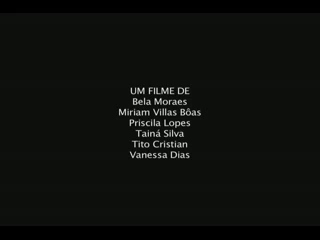 UM FILME DE
Bela Moraes
Miriam Villas Bôas
Priscila Lopes
Tainá Silva
Tito Cristian
Vanessa Dias